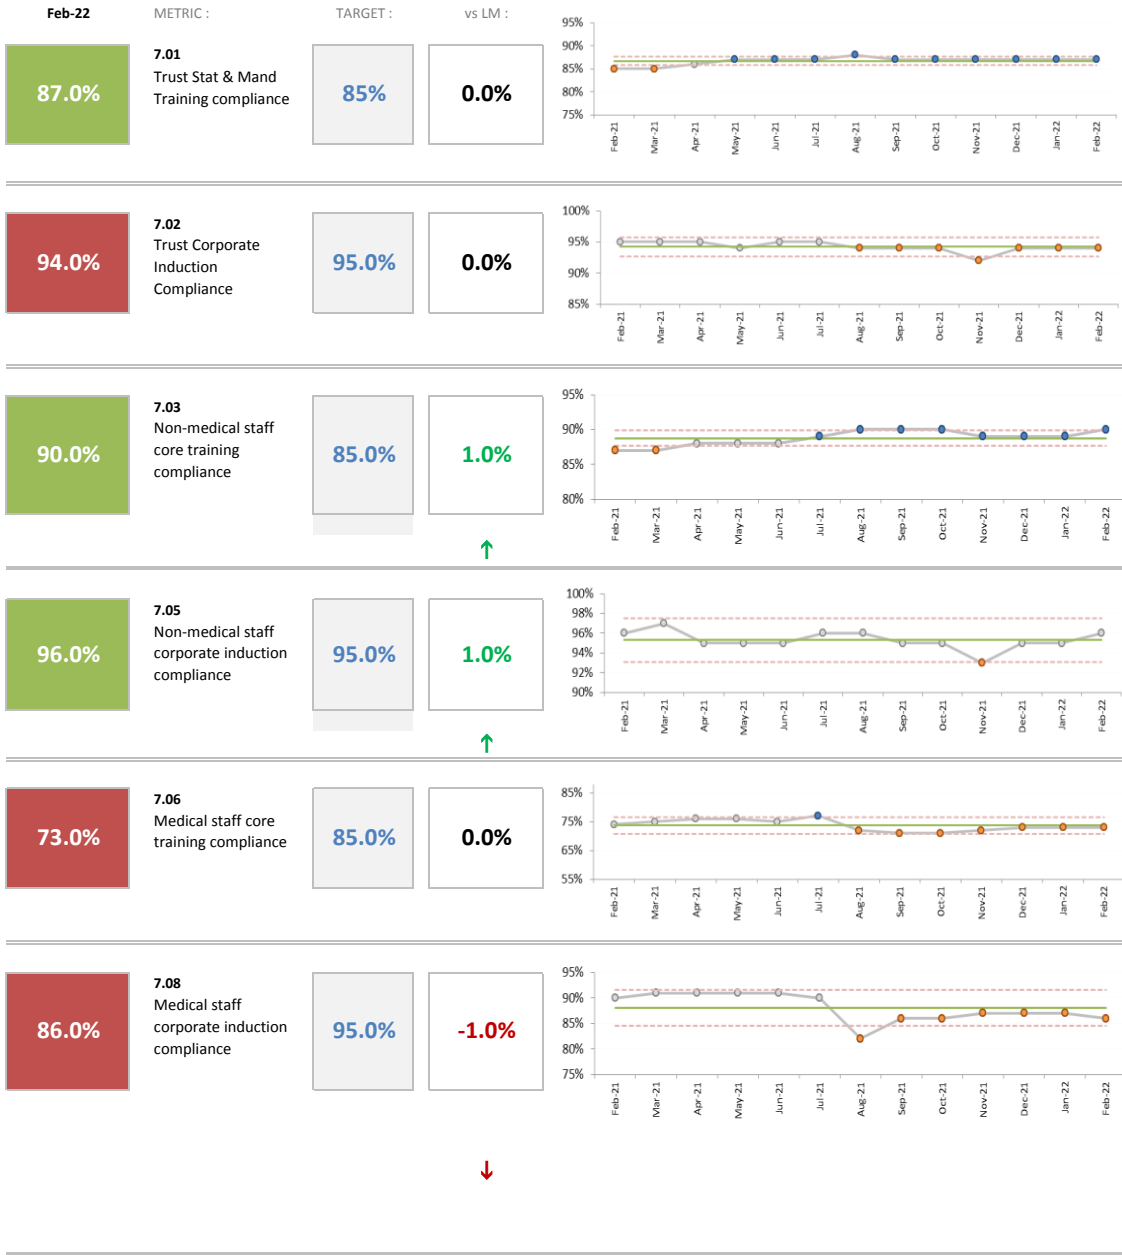 Feb-22 METRIC : TARGET : vs LM :
87.0%
7.01
Trust Stat & Mand
Training compliance
85%
0.0%
95%
90%
85%
80%
75%
Feb-21 Mar-21 Apr-21 May-21 Jun-21 Jul-21 Aug-21 Sep-21 Oct-21 Nov-21 Dec-21 Jan-22 Feb-22
94.0%
7.02
Trust Corporate
Induction
Compliance
95.0%
0.0%
100%
95%
90%
85%
Feb-21 Mar-21 Apr-21 May-21 Jun-21 Jul-21 Aug-21 Sep-21 Oct-21 Nov-21 Dec-21 Jan-22 Feb-22
90.0%
7.03
Non-medical staff
core training
compliance
85.0%
1.0%
↑
95%
90%
85%
80%
Feb-21 Mar-21 Apr-21 May-21 Jun-21 Jul-21 Aug-21 Sep-21 Oct-21 Nov-21 Dec-21 Jan-22 Feb-22
96.0%
7.05
Non-medical staff
corporate induction
compliance
95.0%
1.0%
↑
100%
98%
96%
94%
92%
90%
Feb-21 Mar-21 Apr-21 May-21 Jun-21 Jul-21 Aug-21 Sep-21 Oct-21 Nov-21 Dec-21 Jan-22 Feb-22
73.0%
7.06
Medical staff core
training compliance
85.0%
0.0%
85%
75%
65%
55%
Feb-21 Mar-21 Apr-21 May-21 Jun-21 Jul-21 Aug-21 Sep-21 Oct-21 Nov-21 Dec-21 Jan-22 Feb-22
86.0%
7.08
Medical staff
corporate induction
compliance
95.0%
-1.0%
↓
95%
90%
85%
80%
75%
Feb-21 Mar-21 Apr-21 May-21 Jun-21 Jul-21 Aug-21 Sep-21 Oct-21 Nov-21 Dec-21 Jan-22 Feb-22